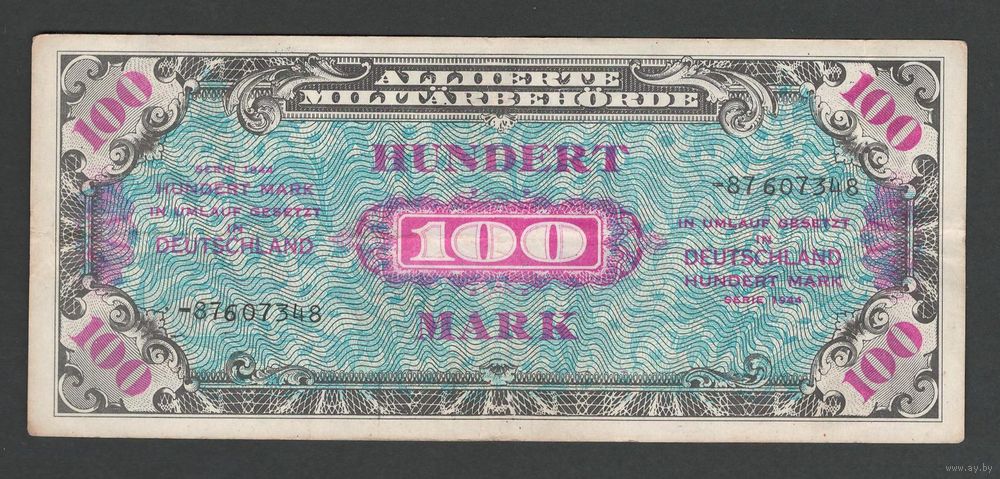 100
100
ALLIIERTE
MILITÄRBEHÖRDE
HUNDERT
SERIE 1944
HUNDERT MARK
IN UMLAUF GESETZT
IN
DEUTSCHLAND
-87607348
100
-87607348
IN UMLAUF GESETZT
IN
DEUTSCHLAND
HUNDERT MARK
SERIE 1944
MARK
100
100
www.ay.by